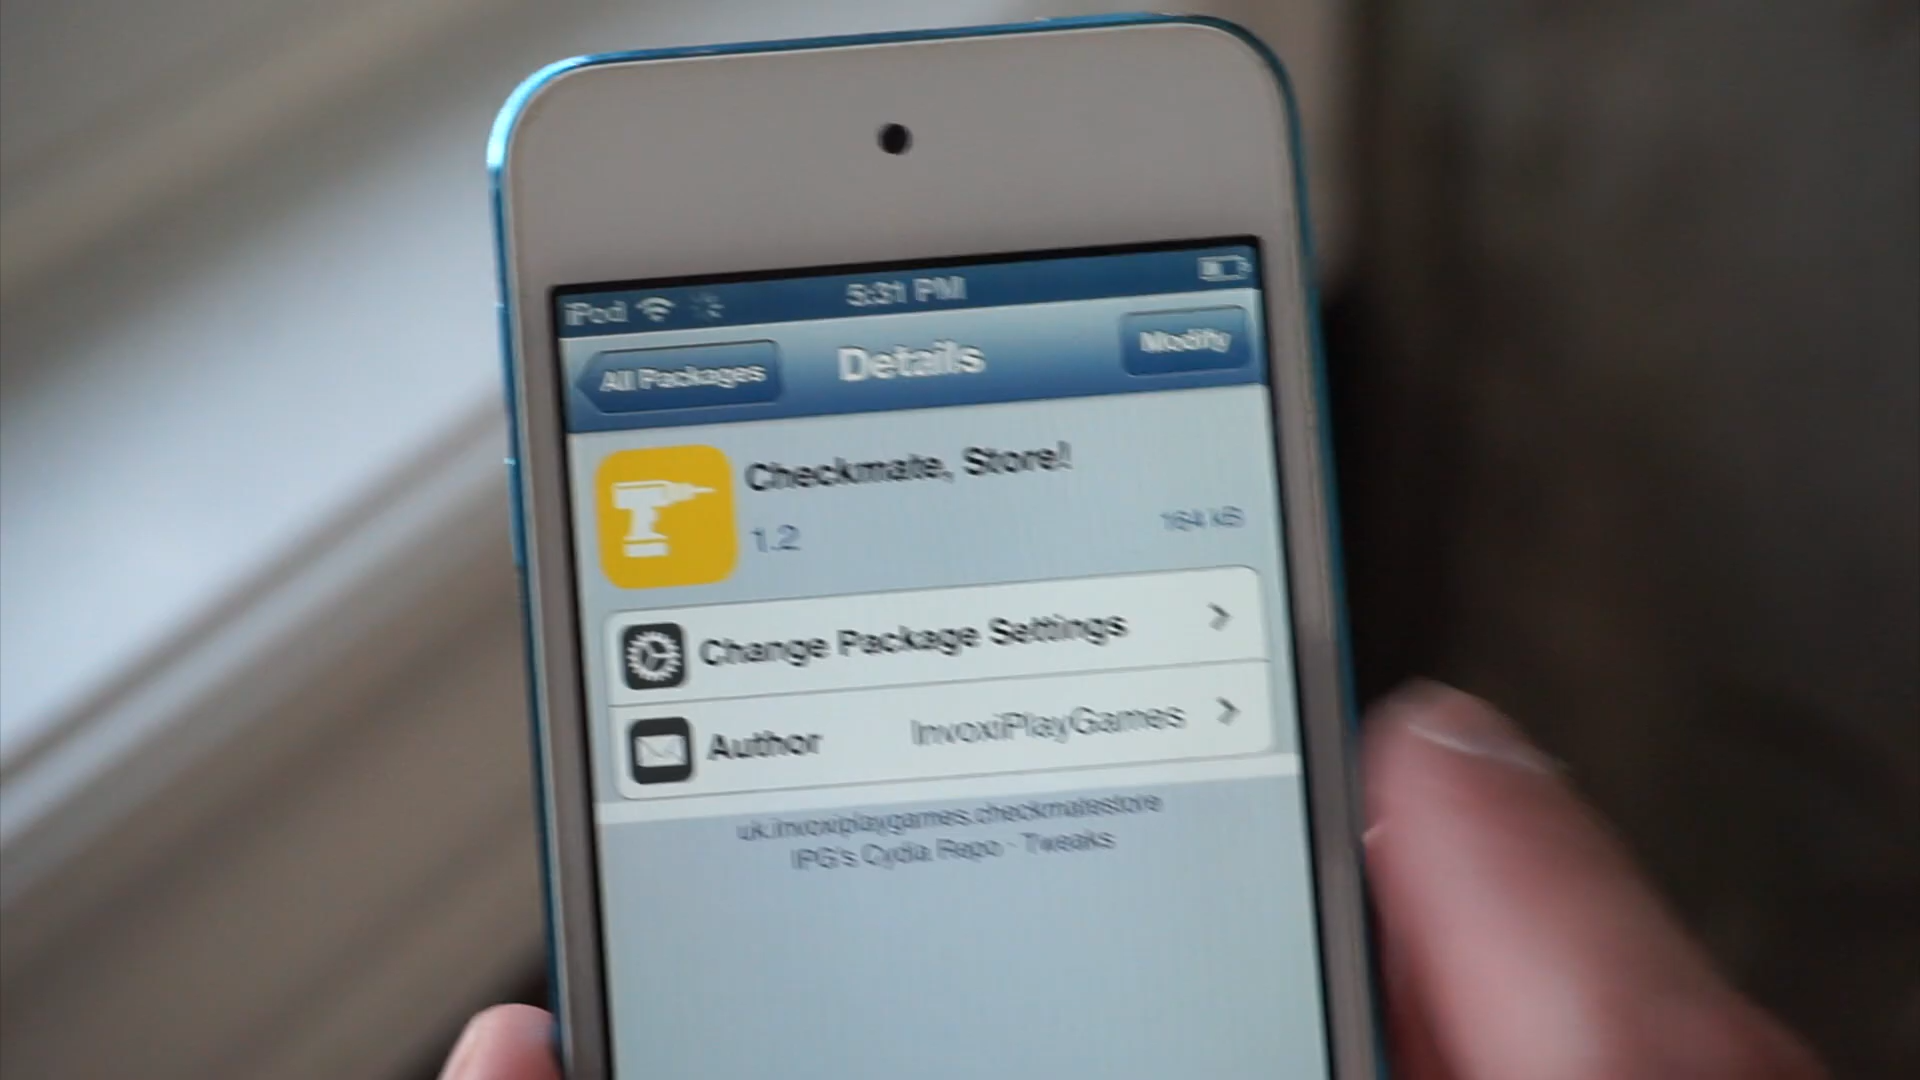 iPod 5:31 PM
All Packages Details Modify
Checkmate, Store!
1.2 164 kB
Change Package Settings
Author InvoxiPlayGames
uk.invoxiplaygames.checkmatestore
IPG's Cydia Repo · Tweaks